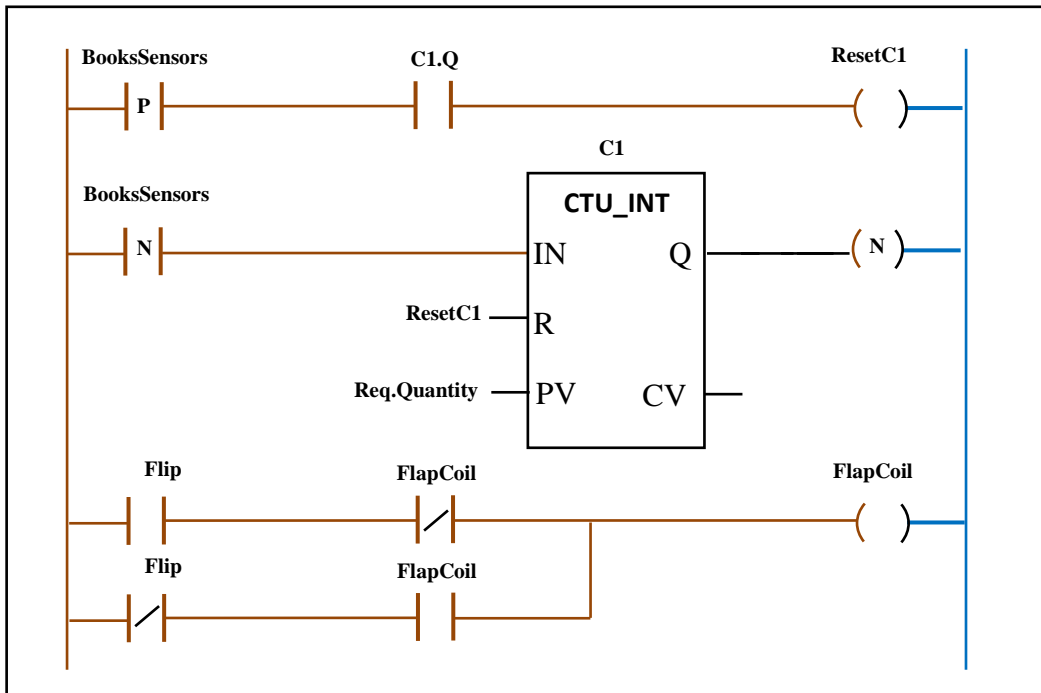 BooksSensors C1.Q ResetC1
P
C1
BooksSensors
CTU_INT
N IN Q N
ResetC1 R
Req.Quantity PV CV
Flip FlapCoil FlapCoil
Flip FlapCoil